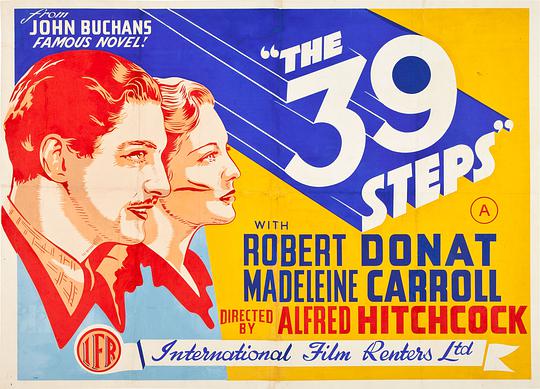 from
JOHN BUCHANS
FAMOUS NOVEL!
"THE
39
STEPS"
A
WITH
ROBERT DONAT
MADELEINE CARROLL
DIRECTED
BY ALFRED HITCHCOCK
IFR
International Film Renters Ltd